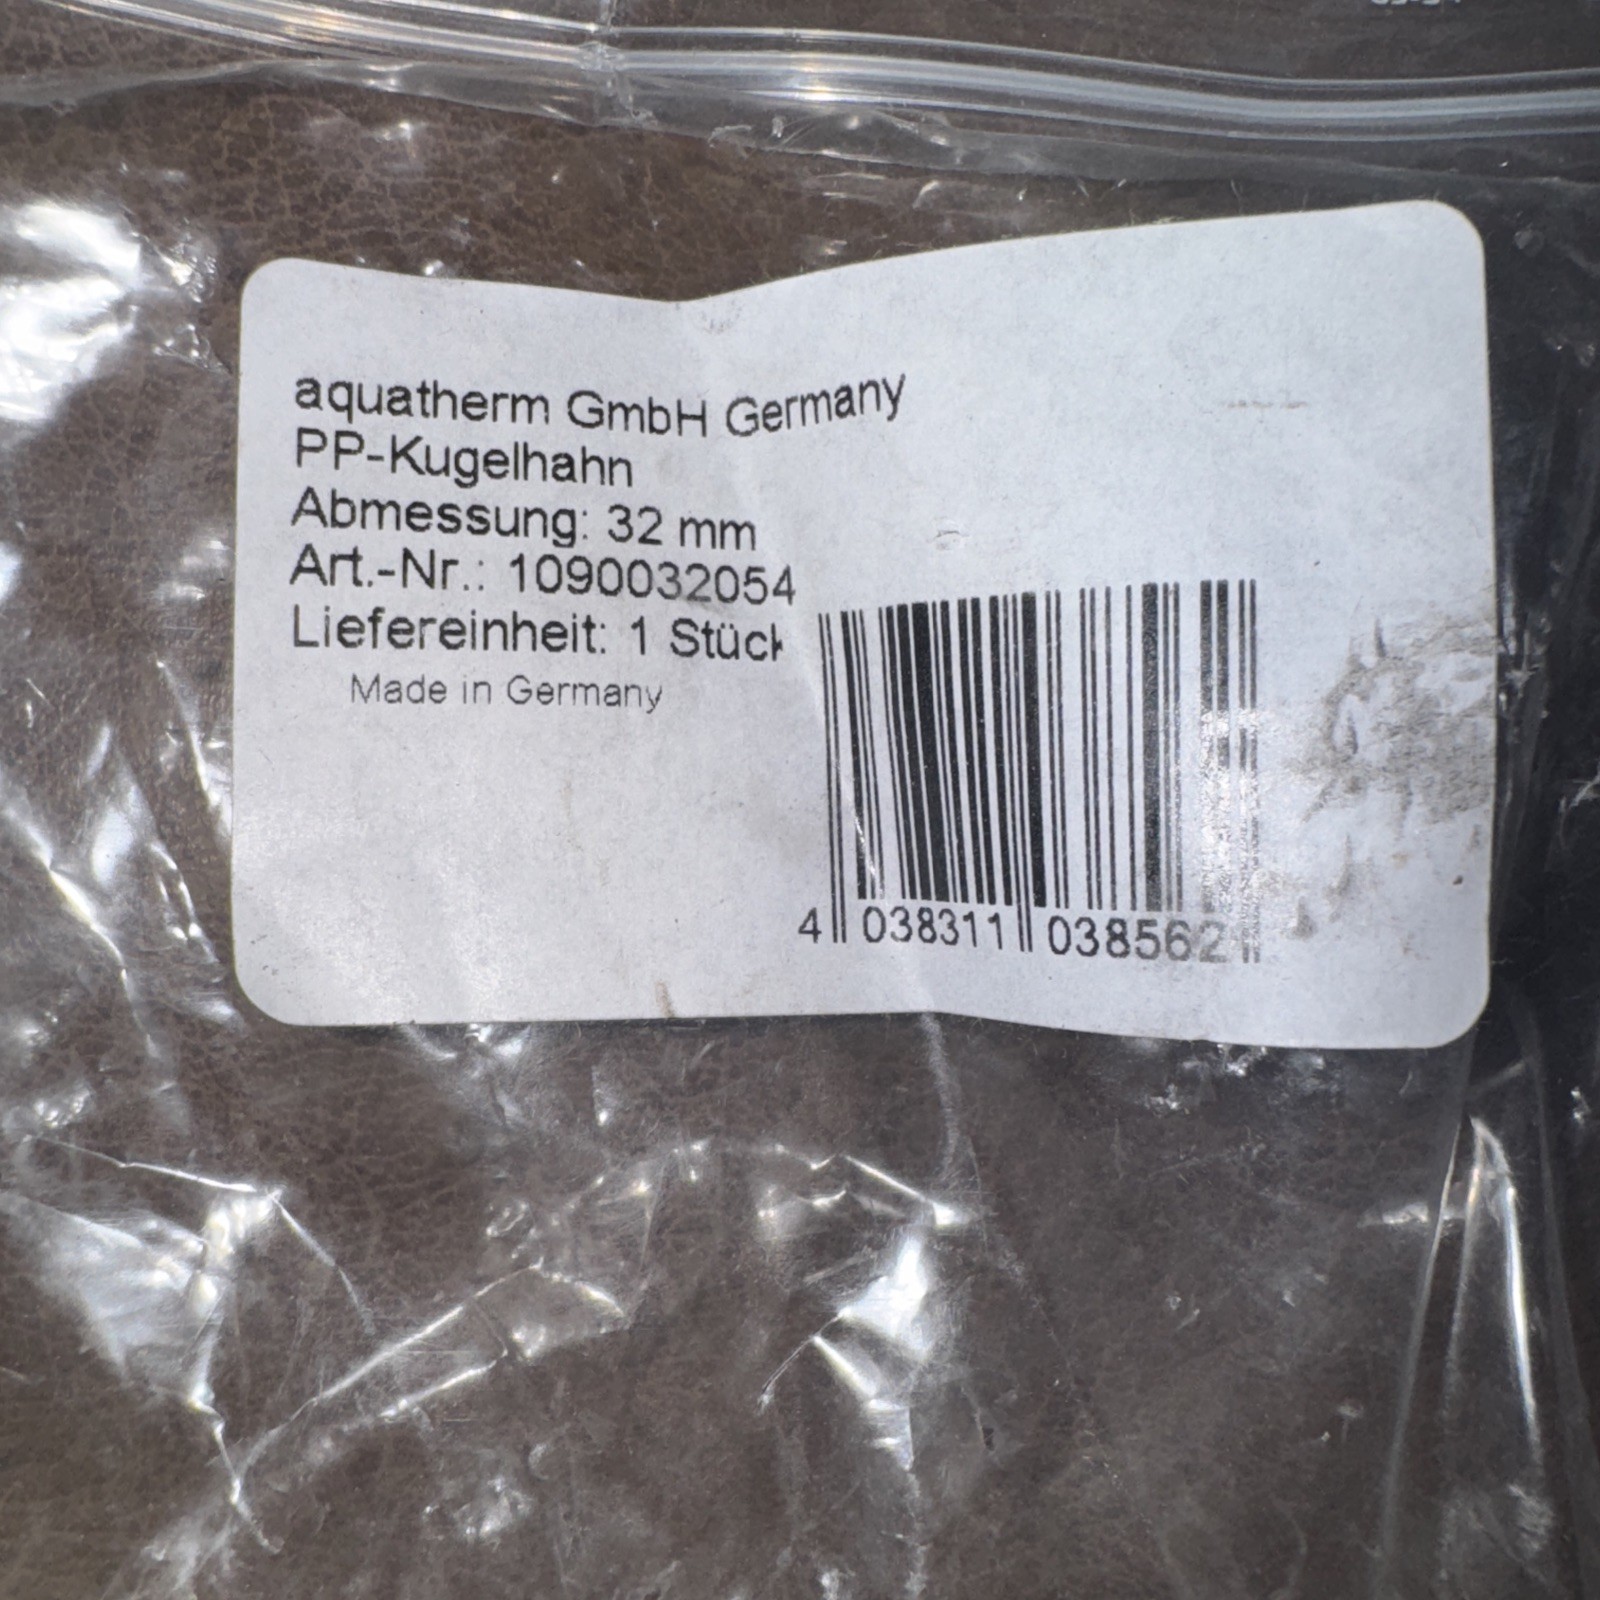 aquatherm GmbH Germany
PP-Kugelhahn
Abmessung: 32 mm
Art.-Nr.: 1090032054
Liefereinheit: 1 Stück
Made in Germany
4 038311 038562